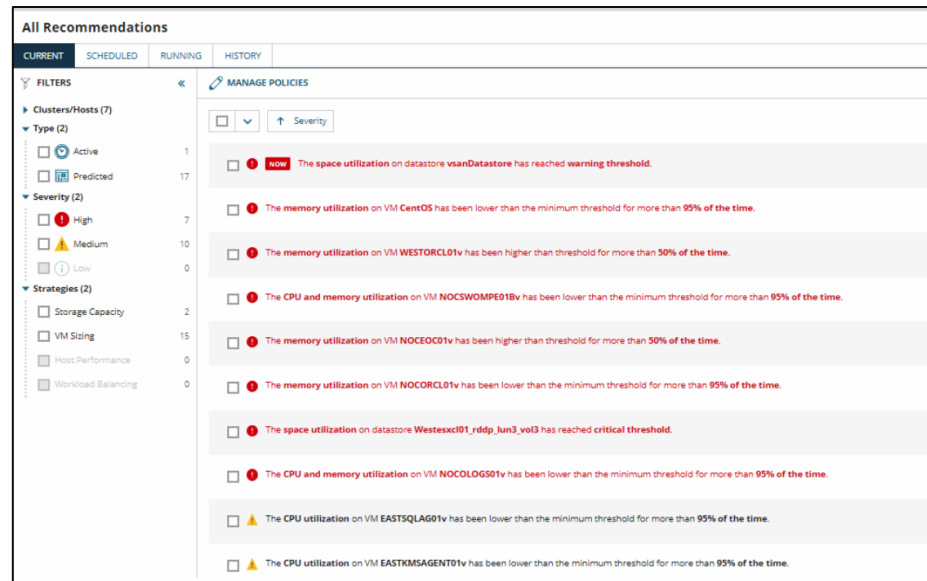 All Recommendations
CURRENT SCHEDULED RUNNING HISTORY
FILTERS «
MANAGE POLICIES
Clusters/Hosts (7)
Type (2)
Active 1
Predicted 17
Severity (2)
High 7
Medium 10
Low 0
Strategies (2)
Storage Capacity 2
VM Sizing 15
Host Performance 0
Workload Balancing 0
↑ Severity
NOW The space utilization on datastore vsanDatastore has reached warning threshold.
The memory utilization on VM CentOS has been lower than the minimum threshold for more than 95% of the time.
The memory utilization on VM WESTORCL01v has been higher than threshold for more than 50% of the time.
The CPU and memory utilization on VM NOCSWOMPE01Bv has been lower than the minimum threshold for more than 95% of the time.
The memory utilization on VM NOCEOC01v has been higher than threshold for more than 50% of the time.
The memory utilization on VM NOCORCL01v has been lower than the minimum threshold for more than 95% of the time.
The space utilization on datastore Westesxcl01_rddp_lun3_vol3 has reached critical threshold.
The CPU and memory utilization on VM NOCOLOGS01v has been lower than the minimum threshold for more than 95% of the time.
The CPU utilization on VM EASTSQLAG01v has been lower than the minimum threshold for more than 95% of the time.
The CPU utilization on VM EASTKMSAGENT01v has been lower than the minimum threshold for more than 95% of the time.